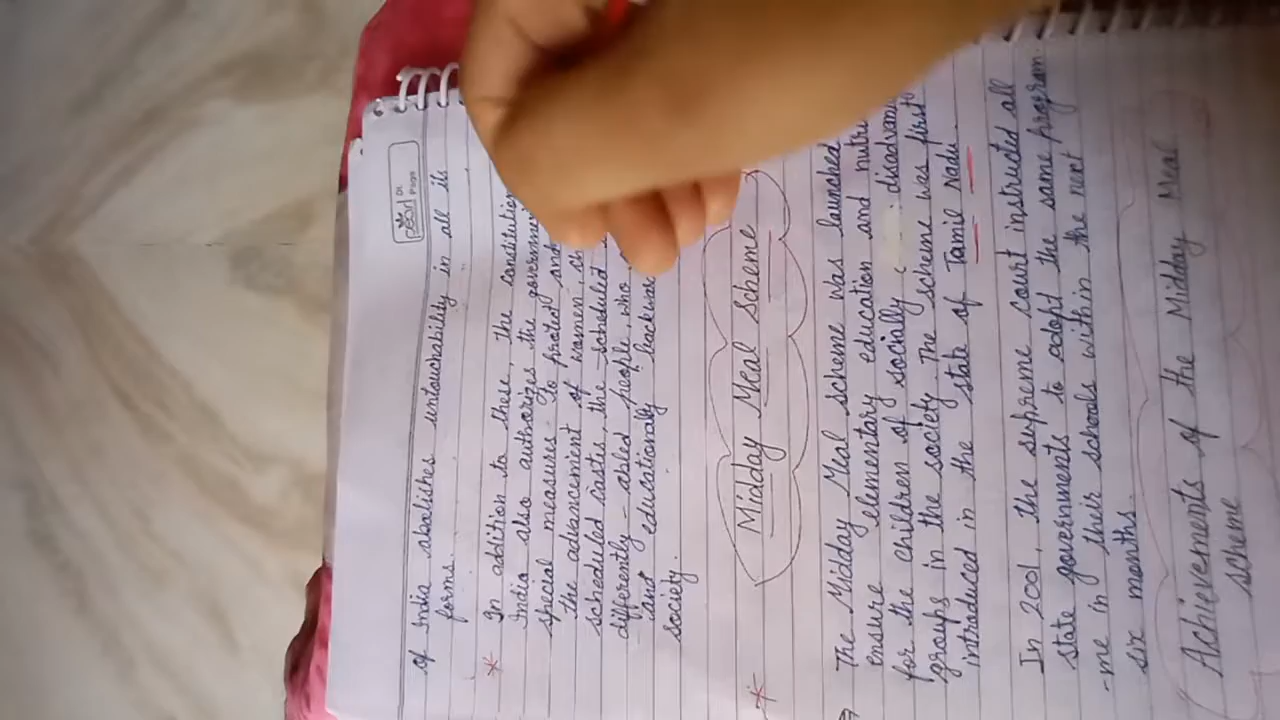 pearl
Dt.
Page
of India abolishes untouchability in all its
forms.
* In addition to these, the constitution
India also authorizes the
special measures to protect and
the advancement of women,
scheduled castes, the scheduled
differently - abled people, who
and educationally
society.
* Midday Meal Scheme
The Midday Meal scheme was launched
ensure elementary education and
for the children of socially
groups in the society. The scheme was first
introduced in the state of Tamil Nadu.
In 2001, the supreme court instructed all
state governments to adopt the same program
-me in their schools within the next
six months.
Achievements of the Midday Meal
scheme